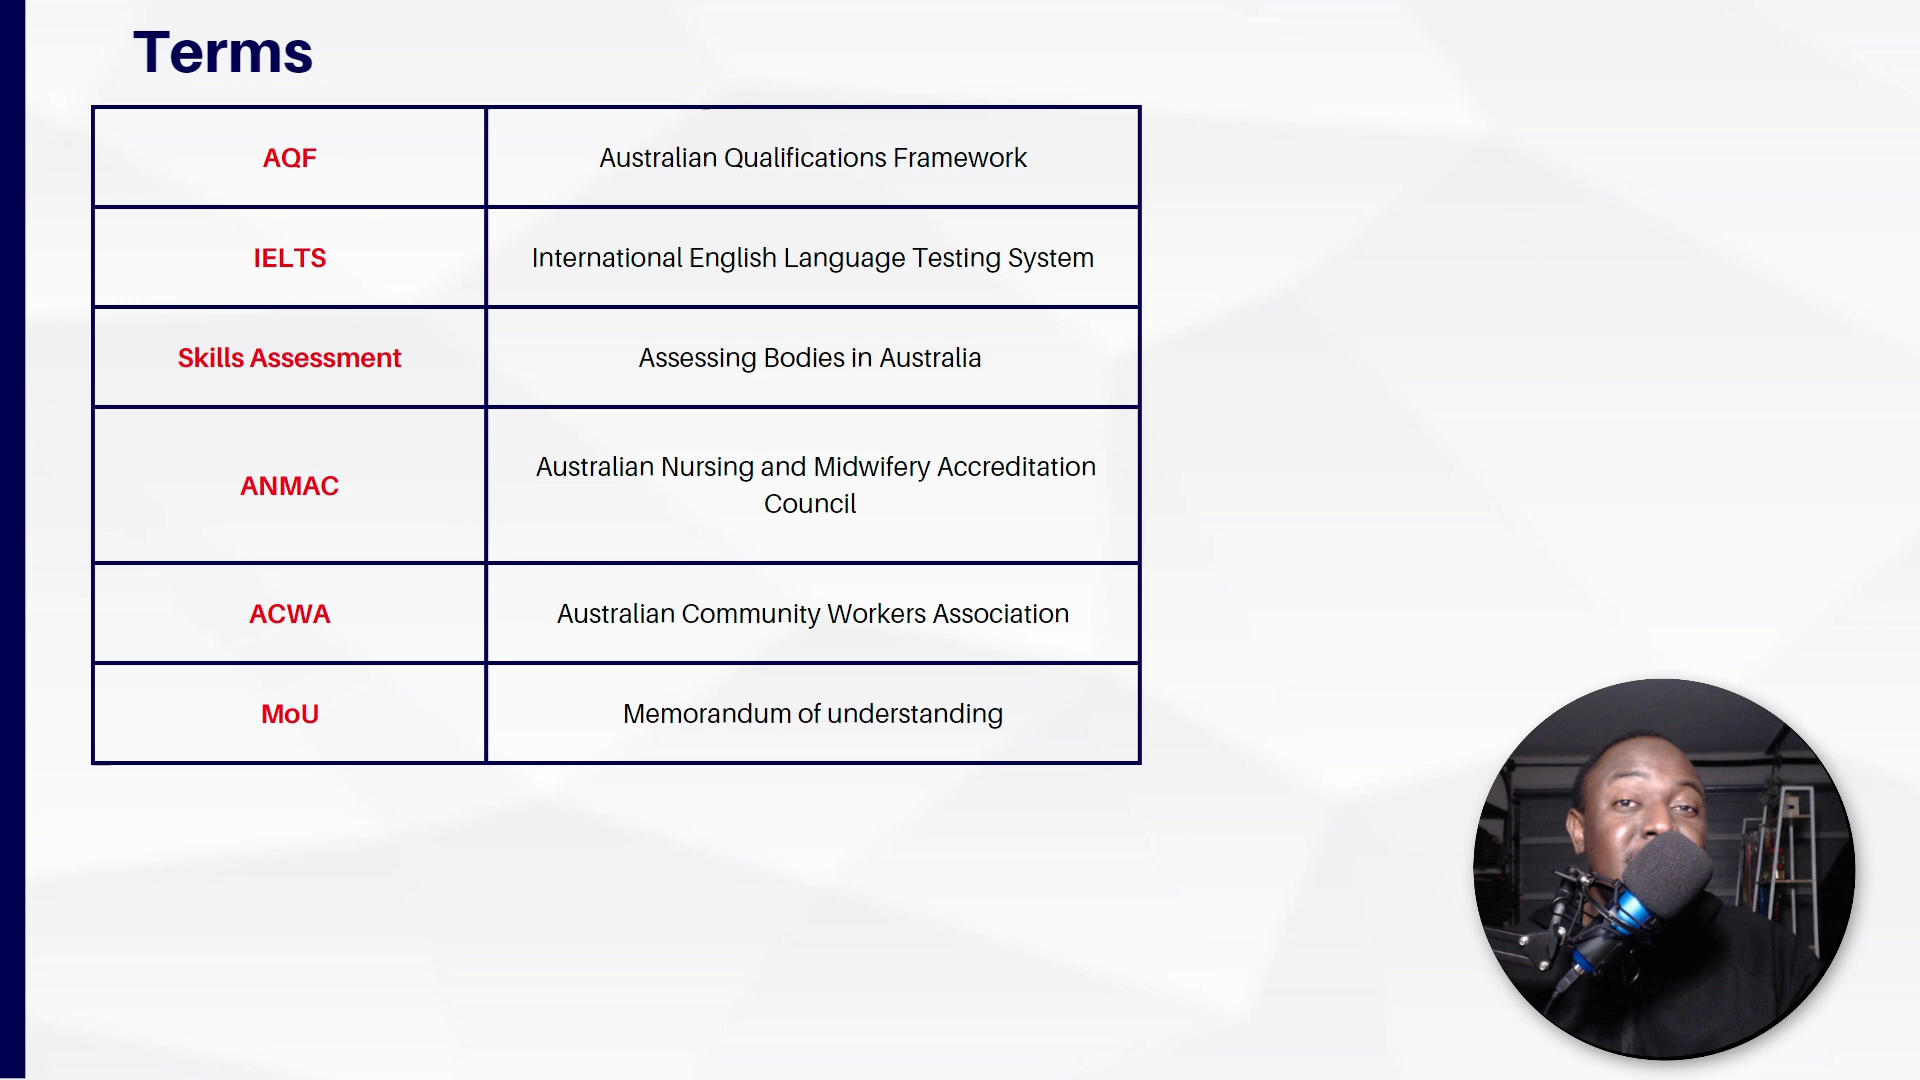 Terms
AQF
Australian Qualifications Framework
IELTS
International English Language Testing System
Skills Assessment
Assessing Bodies in Australia
ANMAC
Australian Nursing and Midwifery Accreditation
Council
ACWA
Australian Community Workers Association
MoU
Memorandum of understanding